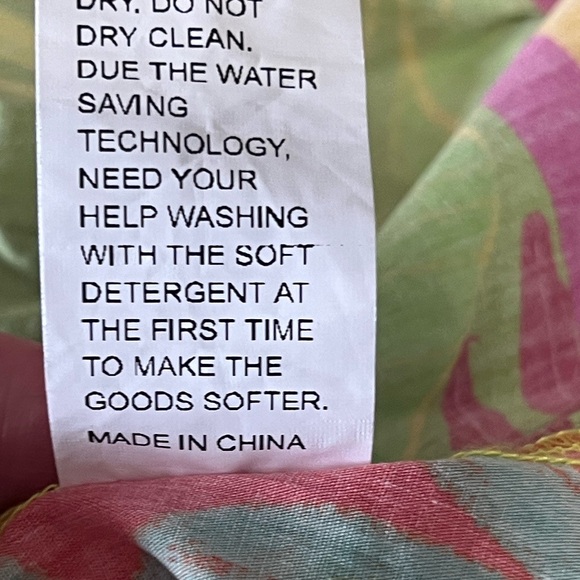 DRY. DO NOT
DRY CLEAN.
DUE THE WATER
SAVING
TECHNOLOGY,
NEED YOUR
HELP WASHING
WITH THE SOFT
DETERGENT AT
THE FIRST TIME
TO MAKE THE
GOODS SOFTER.
MADE IN CHINA